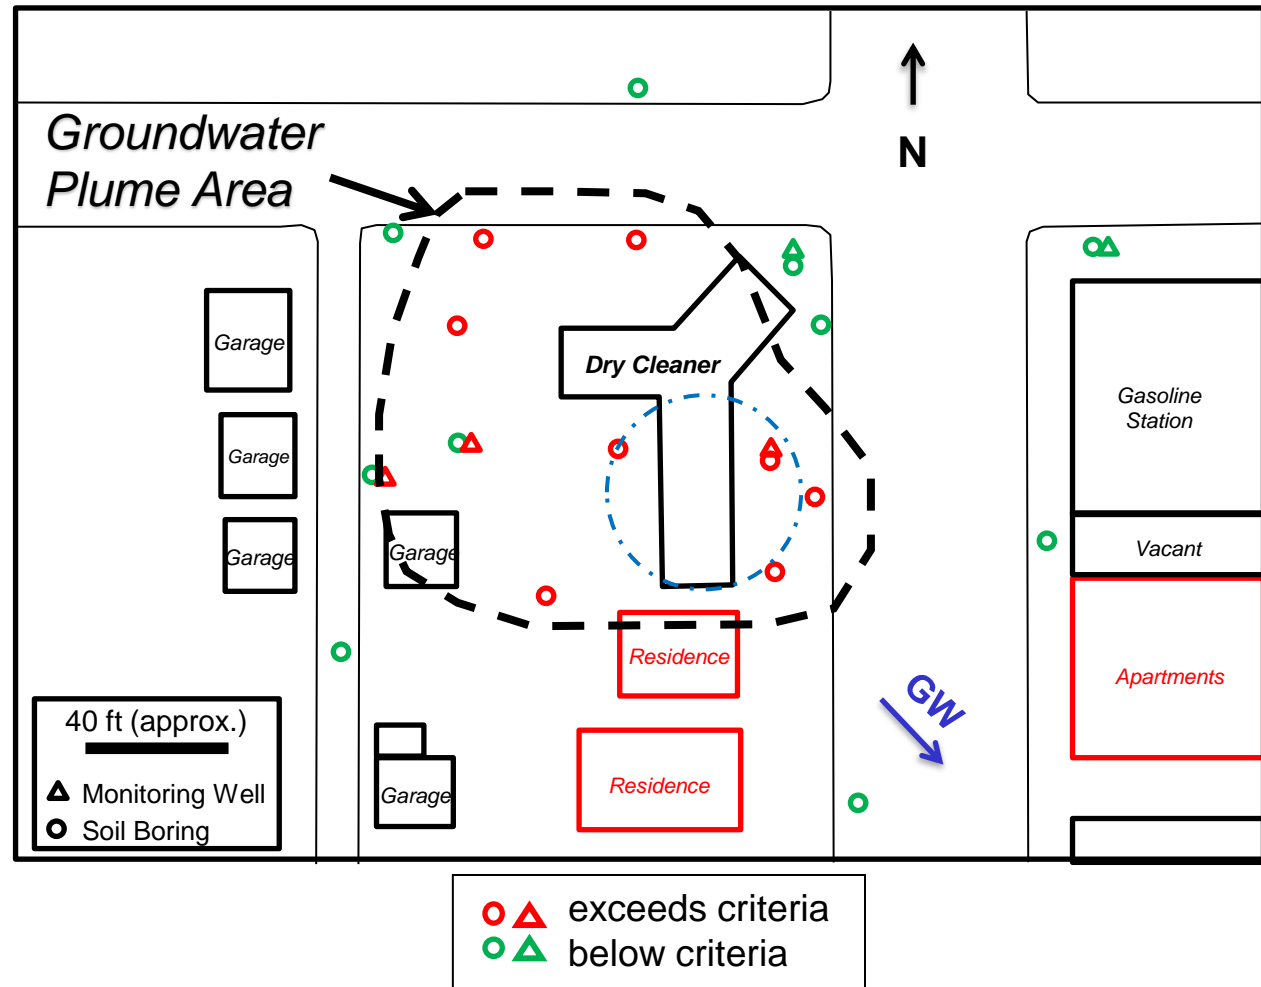 Groundwater
Plume Area
N
Garage
Dry Cleaner
Gasoline
Station
Garage
Garage
Garage
Vacant
Residence
Apartments
GW
40 ft (approx.)
Monitoring Well
Soil Boring
Garage
Residence
exceeds criteria
below criteria